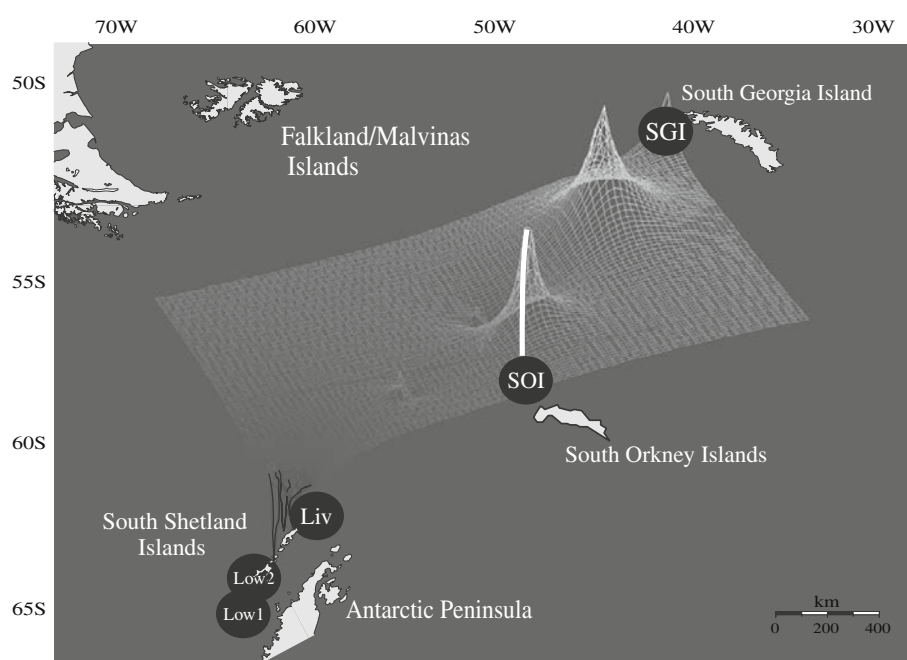 70W 60W 50W 40W 30W
50S
South Georgia Island
SGI
Falkland/Malvinas
Islands
55S
SOI
60S
South Orkney Islands
South Shetland
Islands
Liv
Low2
Low1
65S
Antarctic Peninsula
km
0 200 400